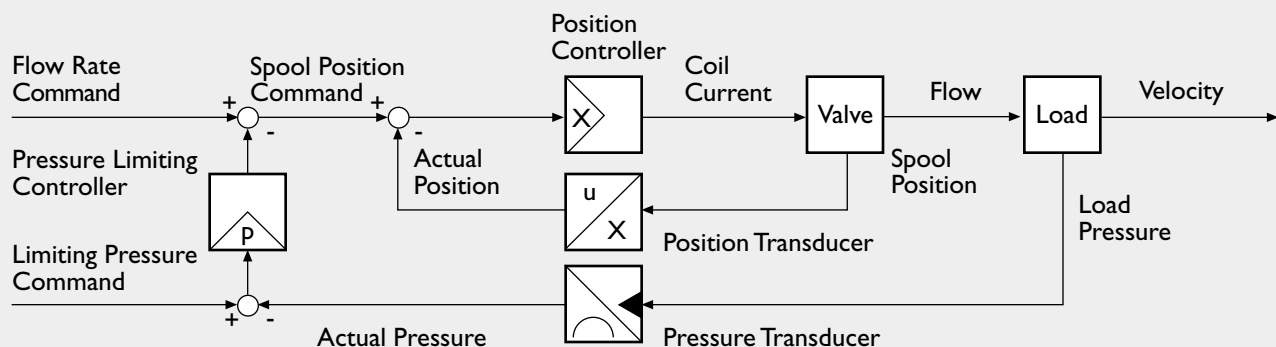 Flow Rate
Command
+
-
Spool Position
Command
+
-
Position
Controller
X
Coil
Current
Valve
Flow
Load
Velocity
Pressure Limiting
Controller
p
Actual
Position
u
X
Position Transducer
Spool
Position
Load
Pressure
Limiting Pressure
Command
+
-
Actual Pressure
Pressure Transducer